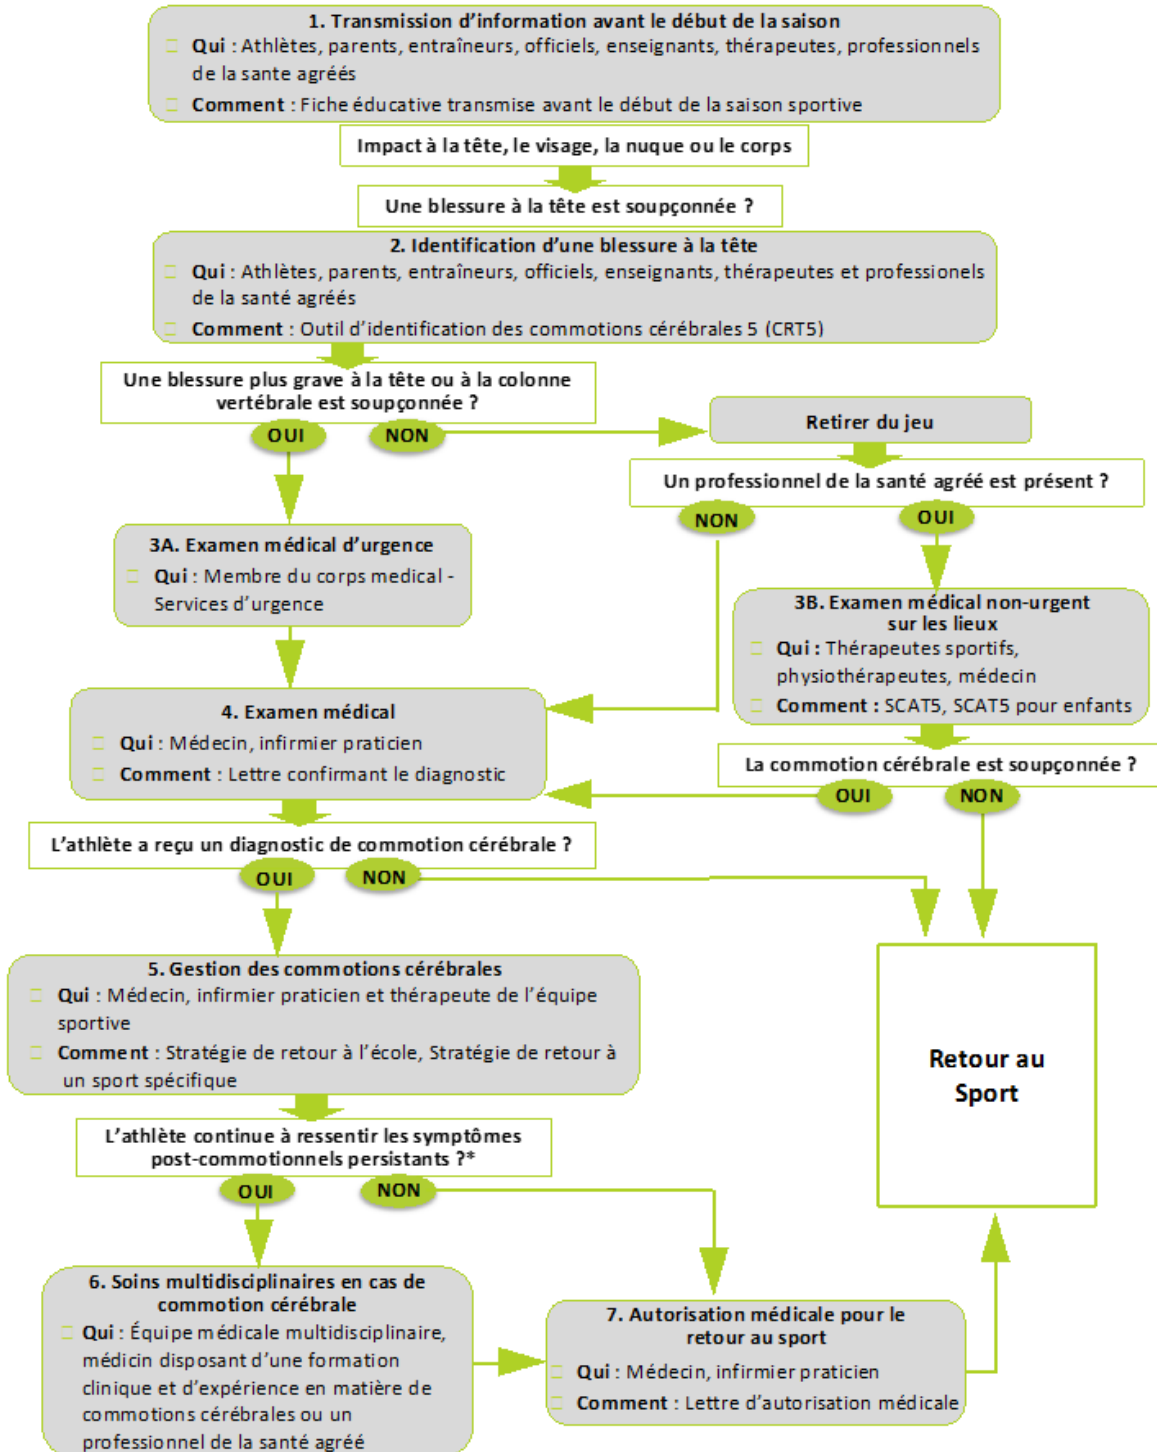 1. Transmission d’information avant le début de la saison
Qui : Athlètes, parents, entraîneurs, officiels, enseignants, thérapeutes, professionnels
de la sante agréés
Comment : Fiche éducative transmise avant le début de la saison sportive
Impact à la tête, le visage, la nuque ou le corps
Une blessure à la tête est soupçonnée ?
2. Identification d’une blessure à la tête
Qui : Athlètes, parents, entraîneurs, officiels, enseignants, thérapeutes et professionels
de la santé agréés
Comment : Outil d’identification des commotions cérébrales 5 (CRT5)
Une blessure plus grave à la tête ou à la colonne
vertébrale est soupçonnée ?
OUI
NON
Retirer du jeu
Un professionnel de la santé agréé est présent ?
NON
OUI
3A. Examen médical d’urgence
Qui : Membre du corps medical -
Services d’urgence
3B. Examen médical non-urgent
sur les lieux
Qui : Thérapeutes sportifs,
physiothérapeutes, médecin
Comment : SCAT5, SCAT5 pour enfants
4. Examen médical
Qui : Médecin, infirmier praticien
Comment : Lettre confirmant le diagnostic
La commotion cérébrale est soupçonnée ?
OUI
NON
L’athlète a reçu un diagnostic de commotion cérébrale ?
OUI
NON
5. Gestion des commotions cérébrales
Qui : Médecin, infirmier praticien et thérapeute de l’équipe
sportive
Comment : Stratégie de retour à l’école, Stratégie de retour à
un sport spécifique
Retour au
Sport
L’athlète continue à ressentir les symptômes
post-commotionnels persistants ?*
OUI
NON
6. Soins multidisciplinaires en cas de
commotion cérébrale
Qui : Équipe médicale multidisciplinaire,
médicin disposant d’une formation
clinique et d’expérience en matière de
commotions cérébrales ou un
professionnel de la santé agréé
7. Autorisation médicale pour le
retour au sport
Qui : Médecin, infirmier praticien
Comment : Lettre d’autorisation médicale